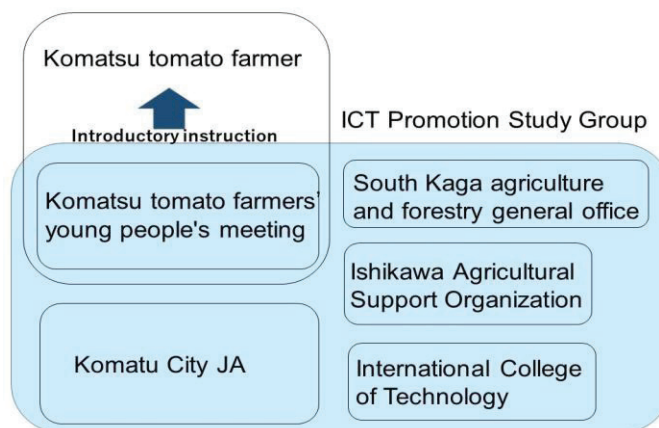 Komatsu tomato farmer
Introductory instruction
ICT Promotion Study Group
Komatsu tomato farmers'
young people's meeting
South Kaga agriculture
and forestry general office
Ishikawa Agricultural
Support Organization
Komatu City JA
International College
of Technology